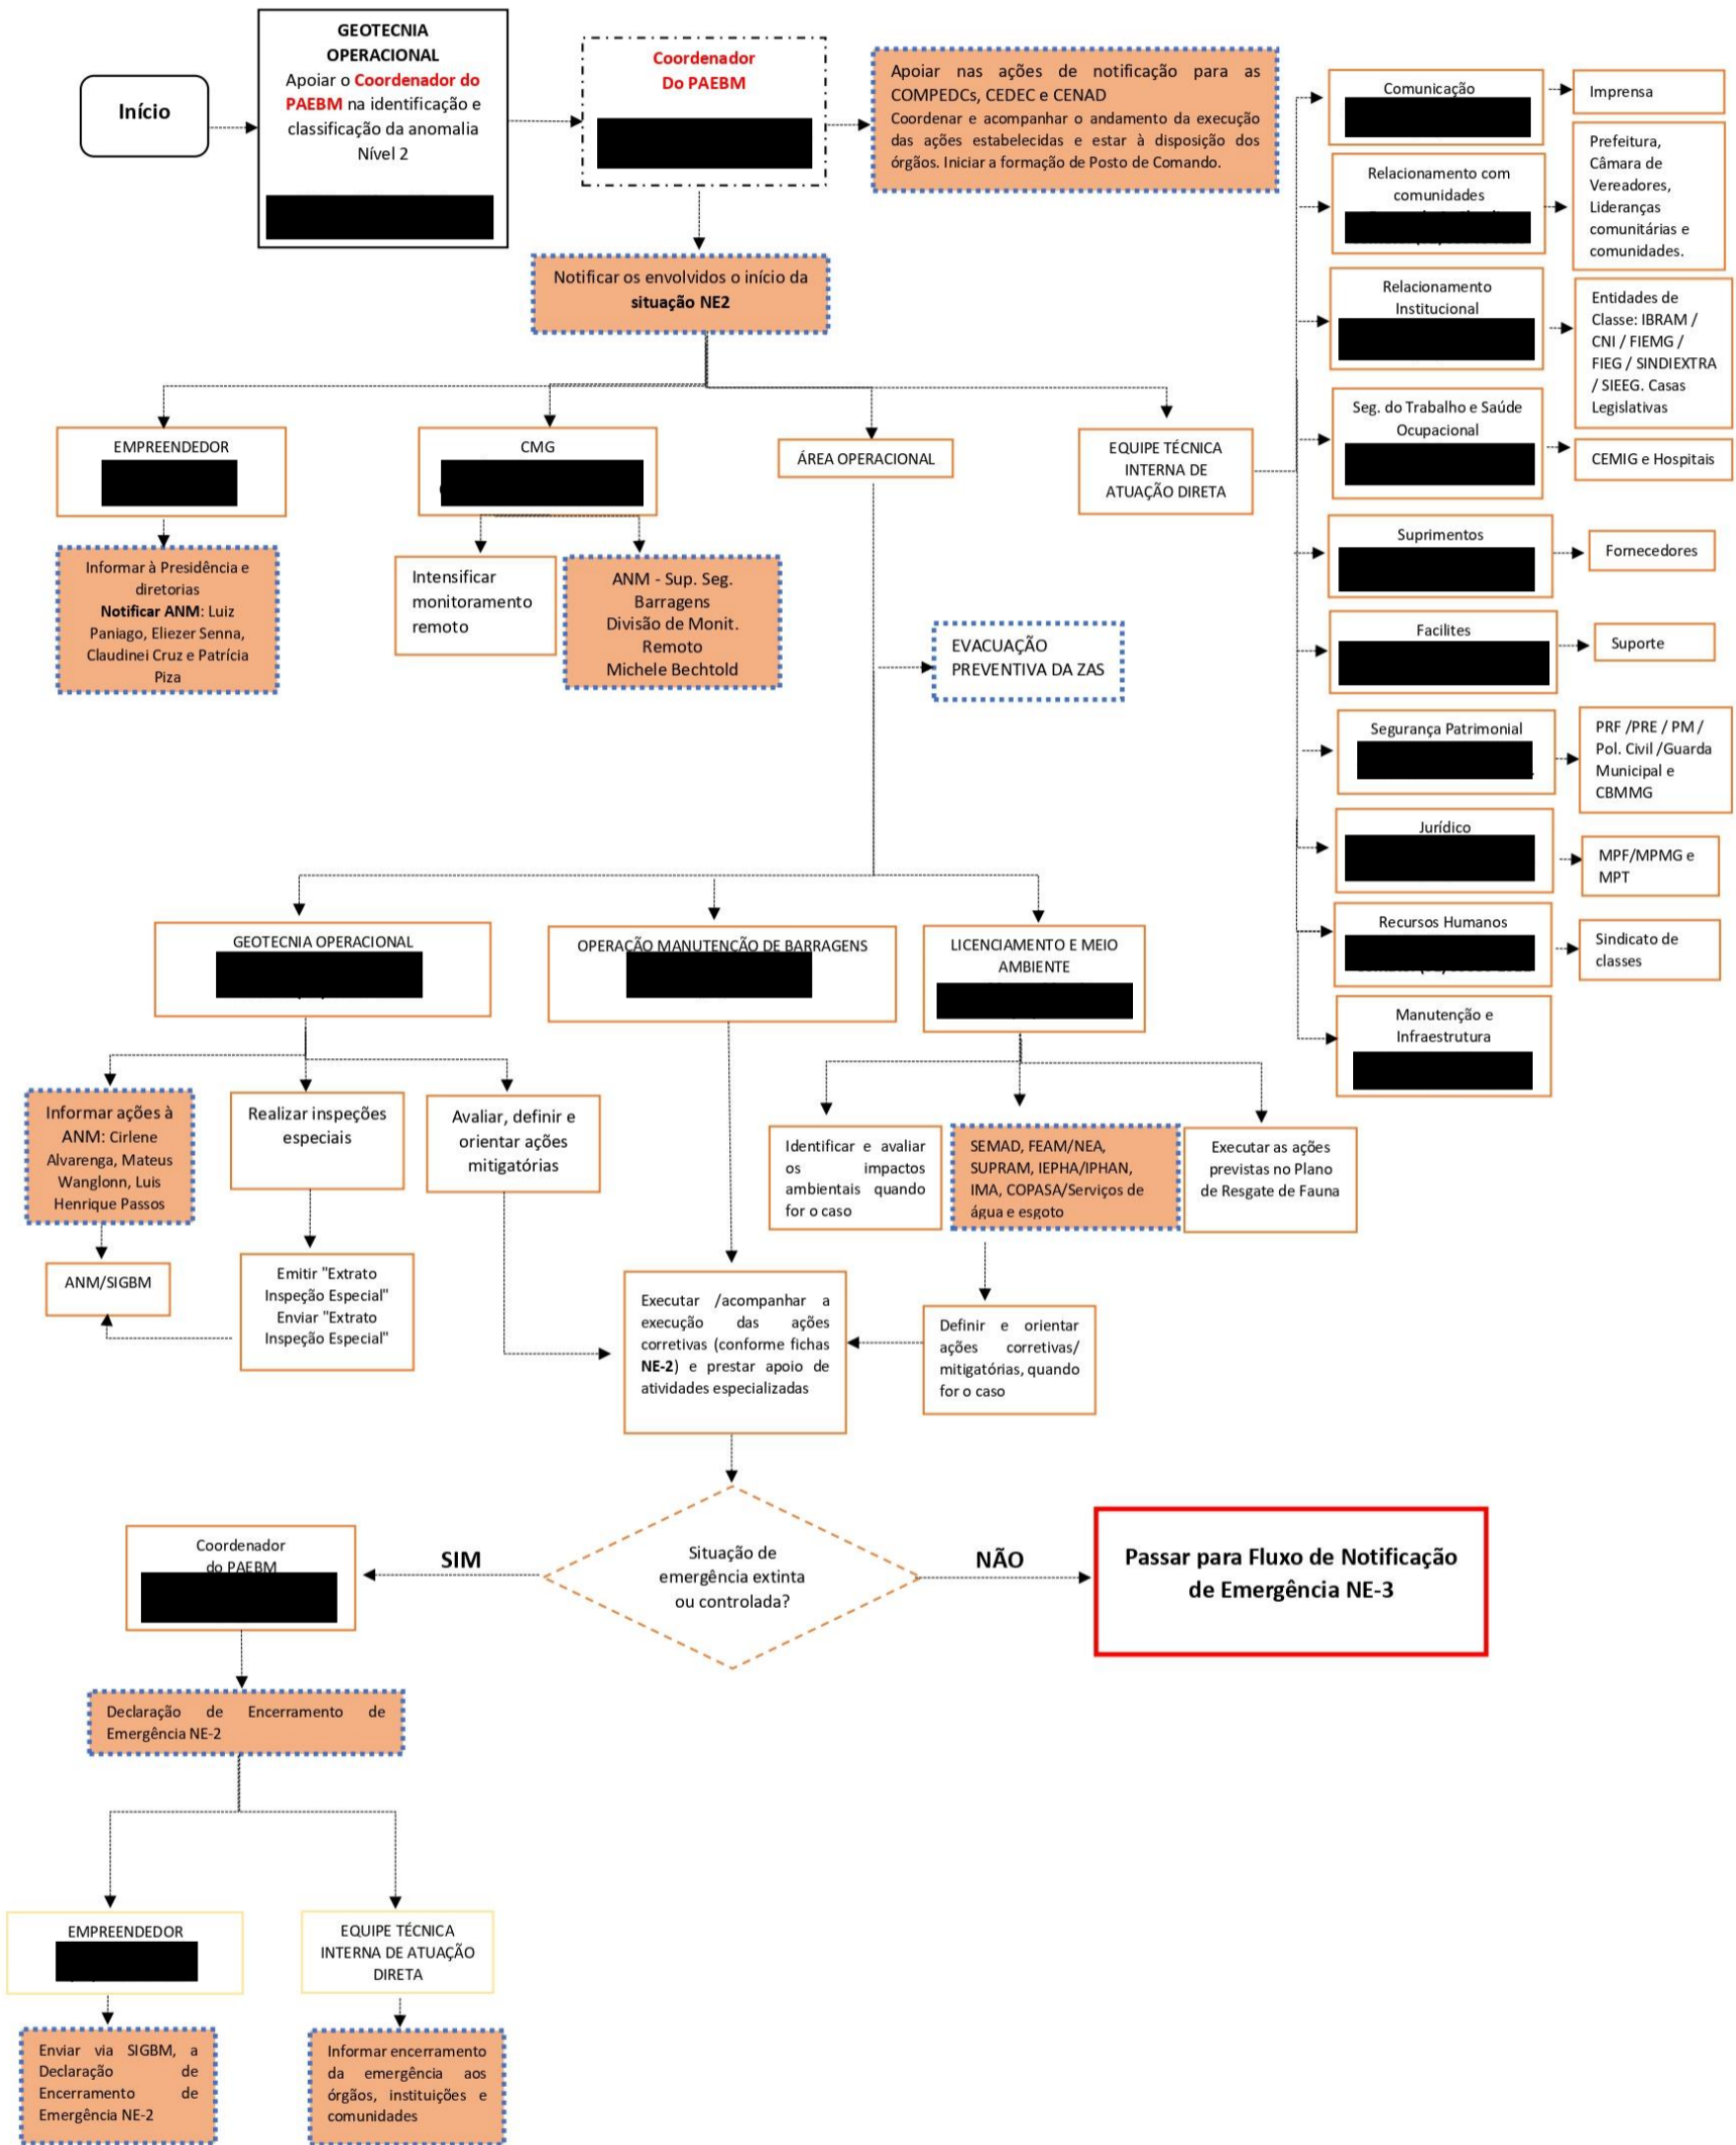 Início
GEOTECNIA
OPERACIONAL
Apoiar o Coordenador do
PAEBM na identificação e
classificação da anomalia
Nível 2
Coordenador
Do PAEBM
Apoiar nas ações de notificação para as
COMPEDCs, CEDEC e CENAD
Coordenar e acompanhar o andamento da execução
das ações estabelecidas e estar à disposição dos
órgãos. Iniciar a formação de Posto de Comando.
Notificar os envolvidos o início da
situação NE2
EMPREENDEDOR
Informar à Presidência e
diretorias
Notificar ANM: Luiz
Paniago, Eliezer Senna,
Claudinei Cruz e Patrícia
Piza
CMG
Intensificar
monitoramento
remoto
ANM - Sup. Seg.
Barragens
Divisão de Monit.
Remoto
Michele Bechtold
ÁREA OPERACIONAL
EVACUAÇÃO
PREVENTIVA DA ZAS
EQUIPE TÉCNICA
INTERNA DE
ATUAÇÃO DIRETA
Comunicação
Imprensa
Relacionamento com
comunidades
Prefeitura,
Câmara de
Vereadores,
Lideranças
comunitárias e
comunidades.
Relacionamento
Institucional
Entidades de
Classe: IBRAM /
CNI / FIEMG /
FIEG / SINDIEXTRA
/ SIEEG. Casas
Legislativas
Seg. do Trabalho e Saúde
Ocupacional
CEMIG e Hospitais
Suprimentos
Fornecedores
Facilites
Suporte
Segurança Patrimonial
PRF /PRE / PM /
Pol. Civil /Guarda
Municipal e
CBMMG
Jurídico
MPF/MPMG e
MPT
Recursos Humanos
Sindicato de
classes
Manutenção e
Infraestrutura
GEOTECNIA OPERACIONAL
OPERAÇÃO MANUTENÇÃO DE BARRAGENS
LICENCIAMENTO E MEIO
AMBIENTE
Informar ações à
ANM: Cirlene
Alvarenga, Mateus
Wanglonn, Luis
Henrique Passos
Realizar inspeções
especiais
Avaliar, definir e
orientar ações
mitigatórias
Identificar e avaliar
os impactos
ambientais quando
for o caso
SEMAD, FEAM/NEA,
SUPRAM, IEPHA/IPHAN,
IMA, COPASA/Serviços de
água e esgoto
Executar as ações
previstas no Plano
de Resgate de Fauna
ANM/SIGBM
Emitir "Extrato
Inspeção Especial"
Enviar "Extrato
Inspeção Especial"
Executar /acompanhar a
execução das ações
corretivas (conforme fichas
NE-2) e prestar apoio de
atividades especializadas
Definir e orientar
ações corretivas/
mitigatórias, quando
for o caso
Situação de
emergência extinta
ou controlada?
SIM
NÃO
Passar para Fluxo de Notificação
de Emergência NE-3
Coordenador
do PAEBM
Declaração de Encerramento de
Emergência NE-2
EMPREENDEDOR
EQUIPE TÉCNICA
INTERNA DE ATUAÇÃO
DIRETA
Enviar via SIGBM, a
Declaração de
Encerramento de
Emergência NE-2
Informar encerramento
da emergência aos
órgãos, instituições e
comunidades